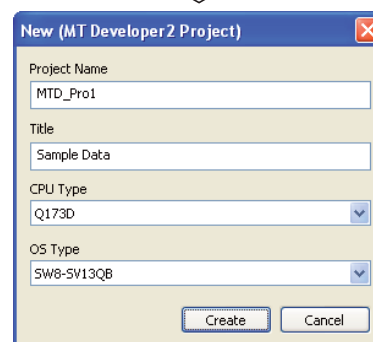 New (MT Developer2 Project)
Project Name
MTD_Pro1
Title
Sample Data
CPU Type
Q173D
OS Type
SW8-SV13QB
Create Cancel